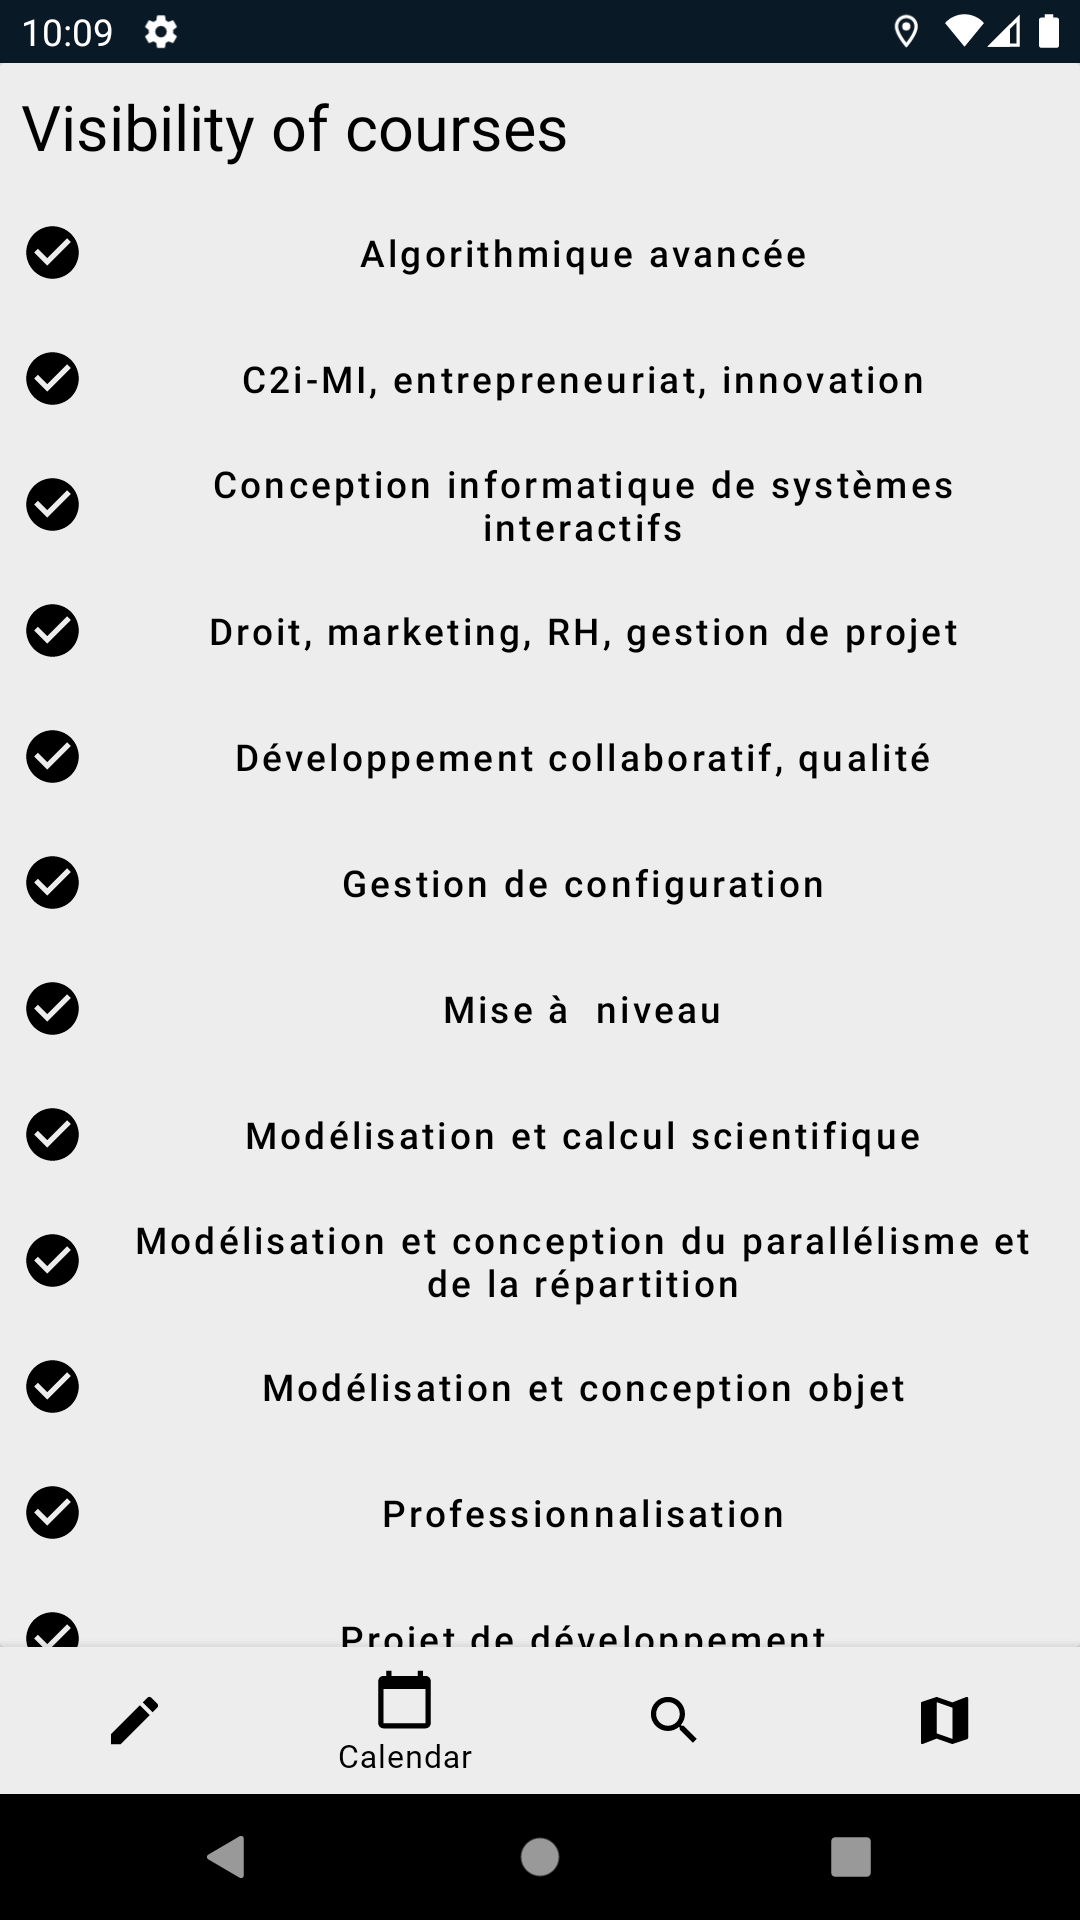 10:09
Visibility of courses
Algorithmique avancée
C2i-MI, entrepreneuriat, innovation
Conception informatique de systèmes
interactifs
Droit, marketing, RH, gestion de projet
Développement collaboratif, qualité
Gestion de configuration
Mise à  niveau
Modélisation et calcul scientifique
Modélisation et conception du parallélisme et
de la répartition
Modélisation et conception objet
Professionnalisation
Projet de développement
Calendar